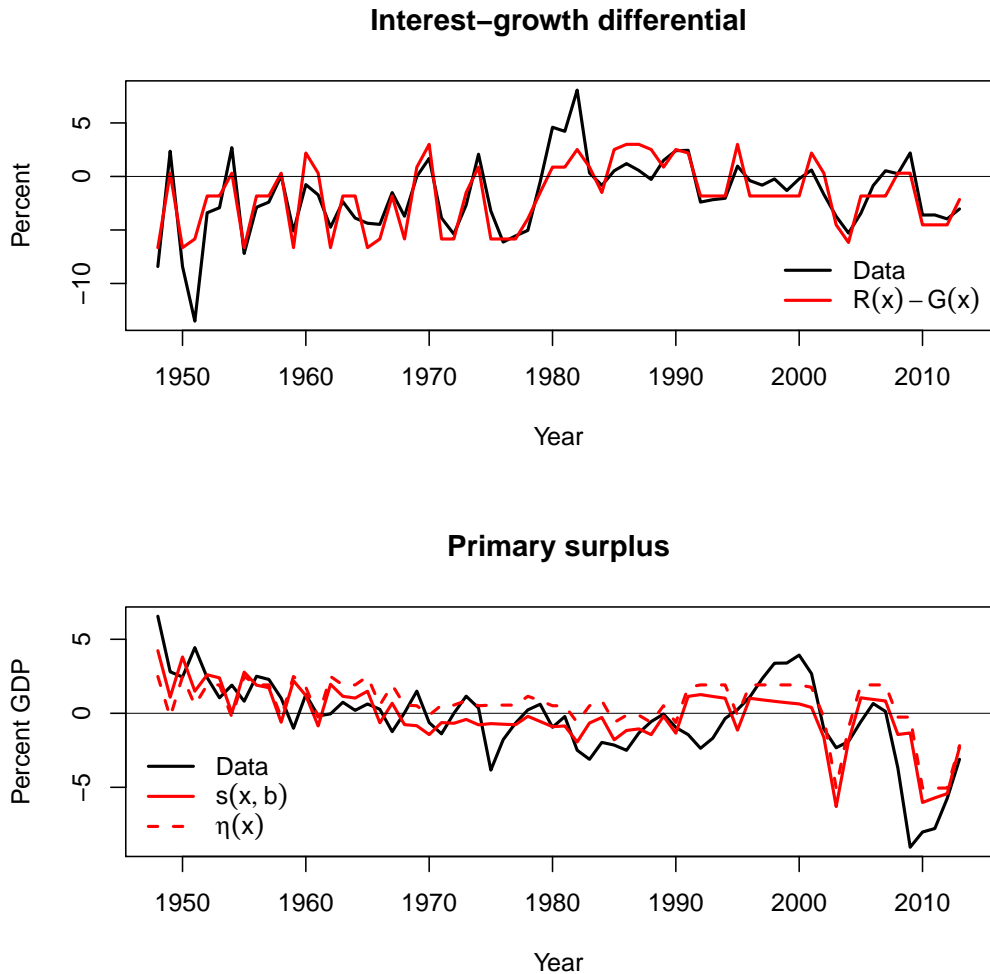 Interest−growth differential
Percent
5
0
−10
Data
R(x) − G(x)
1950 1960 1970 1980 1990 2000 2010
Year
Primary surplus
Percent GDP
5
0
−5
Data
s(x, b)
η(x)
1950 1960 1970 1980 1990 2000 2010
Year